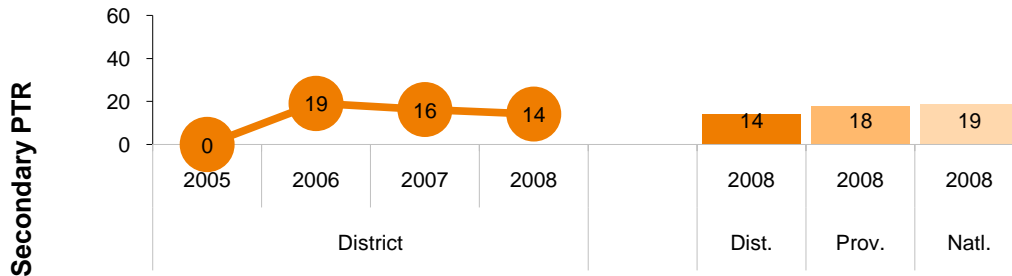 Secondary PTR
60
40
20
0
0 19 16 14 14 18 19
2005 2006 2007 2008 2008 2008 2008
District Dist. Prov. Natl.